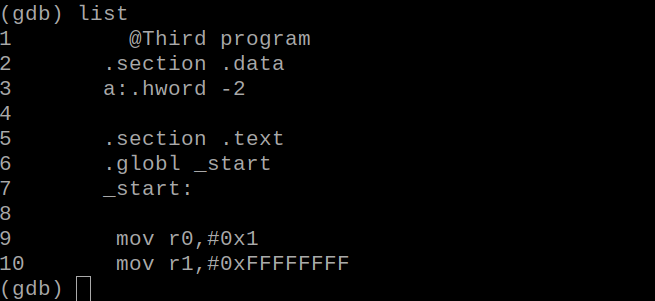 (gdb) list
1         @Third program
2       .section .data
3       a:.hword -2
4
5       .section .text
6       .globl _start
7       _start:
8
9        mov r0,#0x1
10       mov r1,#0xFFFFFFFF
(gdb)